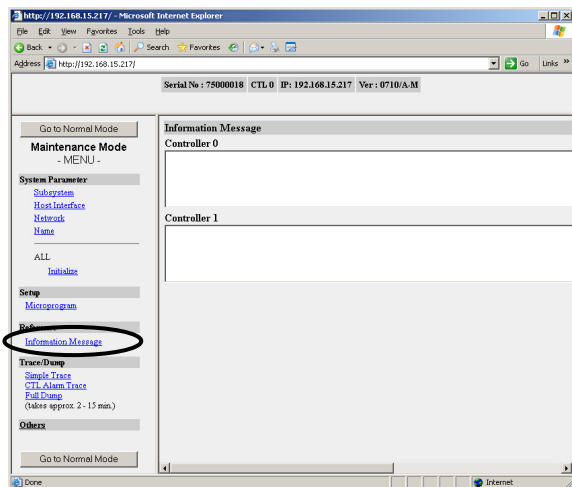 http://192.168.15.217/ - Microsoft Internet Explorer
File Edit View Favorites Tools Help
Back Search Favorites
Address http://192.168.15.217/ Go Links »
Serial No : 75000018 CTL 0 IP: 192.168.15.217 Ver : 0710/A-M
Go to Normal Mode
Maintenance Mode
- MENU -
System Parameter
Subsystem
Host Interface
Network
Name
ALL
Initialize
Setup
Microprogram
Information Message
Trace/Dump
Simple Trace
CTL Alarm Trace
Full Dump
(takes approx. 2 - 15 min.)
Others
Go to Normal Mode
Information Message
Controller 0
Controller 1
Done Internet